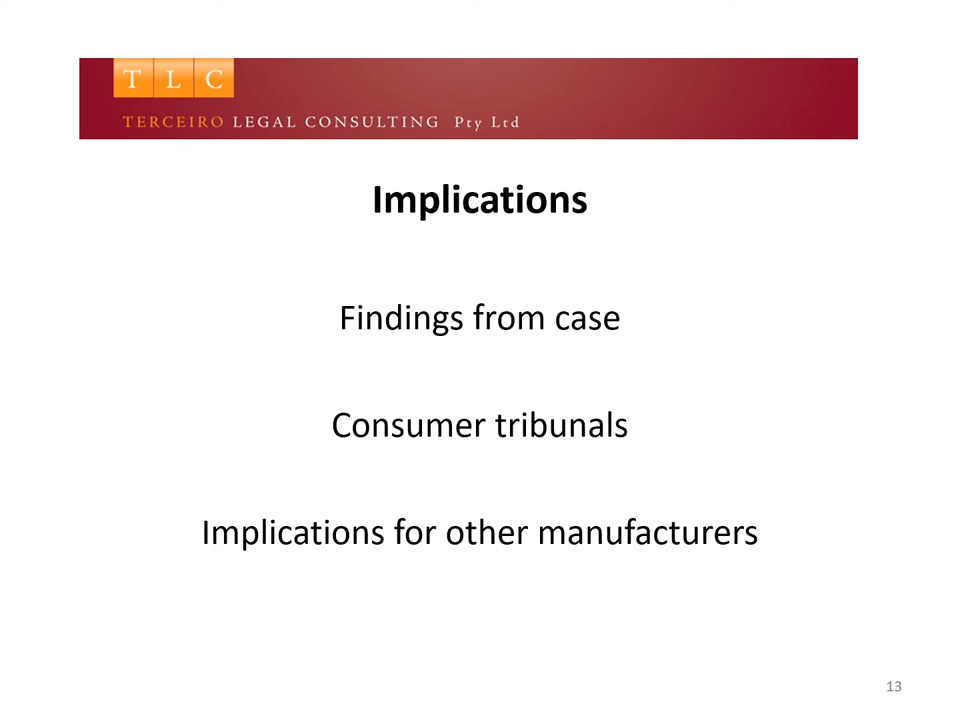 T L C
TERCEIRO LEGAL CONSULTING Pty Ltd
Implications
Findings from case
Consumer tribunals
Implications for other manufacturers
13